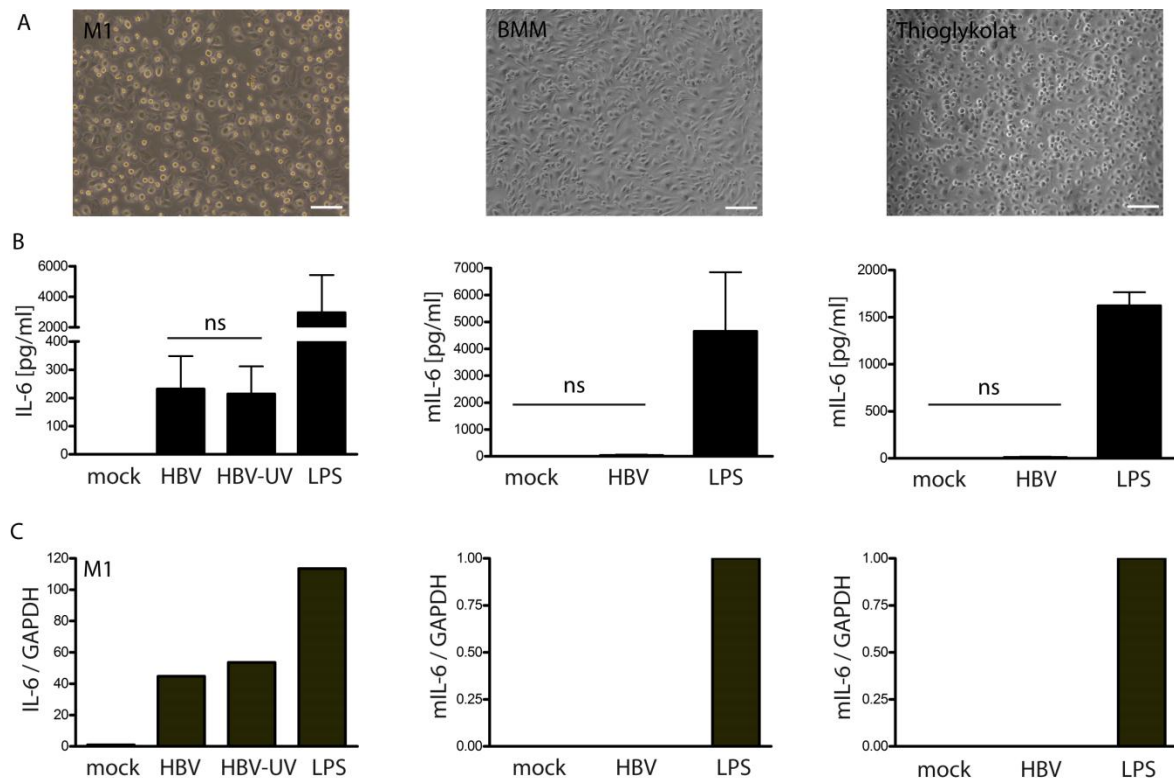 A
M1
BMM
Thioglykolat
B
IL-6 [pg/ml]
6000
4000
2000
400
300
200
100
0
ns
mock HBV HBV-UV LPS
mIL-6 [pg/ml]
7000
6000
5000
4000
3000
2000
1000
0
ns
mock HBV LPS
mIL-6 [pg/ml]
2000
1500
1000
500
0
ns
mock HBV LPS
C
M1
IL-6 / GAPDH
120
100
80
60
40
20
0
mock HBV HBV-UV LPS
mIL-6 / GAPDH
1.00
0.75
0.50
0.25
0.00
mock HBV LPS
mIL-6 / GAPDH
1.00
0.75
0.50
0.25
0.00
mock HBV LPS